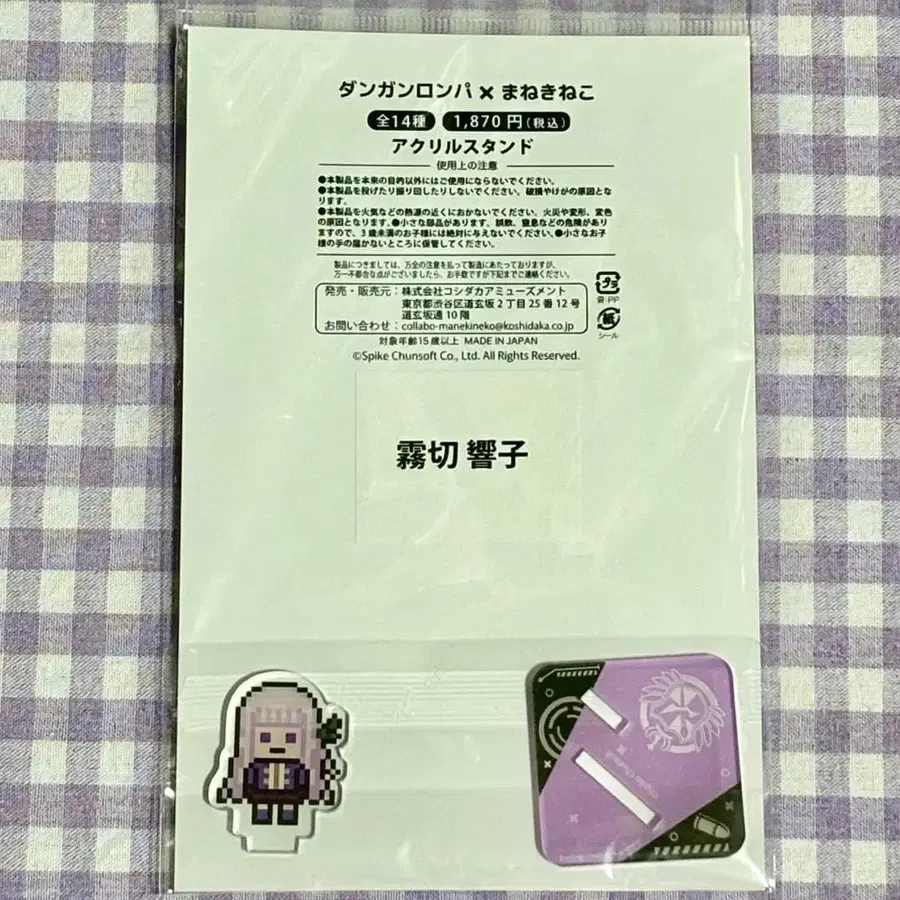 ダンガンロンパ × まねきねこ
全14種 1,870円(税込)
アクリルスタンド
使用上の注意
●本製品を本来の目的以外にはご使用にならないでください。
●本製品を投げたり振り回したりしないでください。破損やけがの原因とな
ります。
●本製品を火気などの熱源の近くにおかないでください。火災や変形、変色
の原因となります。●小さな部品があります。誤飲、窒息などの危険があり
ますので、3歳未満のお子様には絶対に与えないでください。●小さなお子
様の手の届かないところに保管してください。
製品につきましては、万全の注意を払って製造にあたっておりますが、
万一不都合な点がございましたら、お手数ですが下記までご連絡ください。
発売・販売元:株式会社コシダカアミューズメント
東京都渋谷区道玄坂2丁目25番12号
道玄坂通10階
お問い合わせ:collabo-manekineko@koshidaka.co.jp
プラ
袋:PP
紙
シール
対象年齢15歳以上 MADE IN JAPAN
©Spike Chunsoft Co., Ltd. All Rights Reserved.
霧切 響子